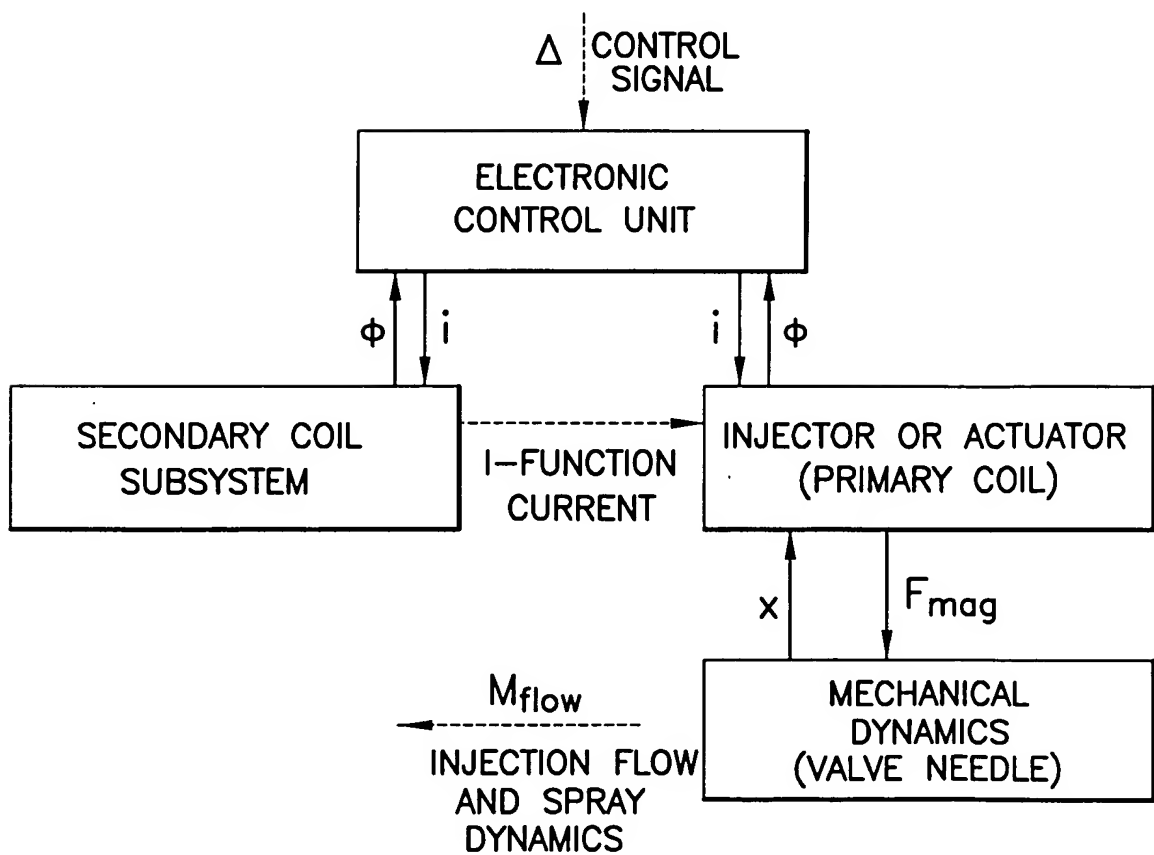 Δ CONTROL
SIGNAL
ELECTRONIC
CONTROL UNIT
ϕ i
i ϕ
SECONDARY COIL
SUBSYSTEM
I-FUNCTION
CURRENT
INJECTOR OR ACTUATOR
(PRIMARY COIL)
x
Fmag
Mflow
INJECTION FLOW
AND SPRAY
DYNAMICS
MECHANICAL
DYNAMICS
(VALVE NEEDLE)